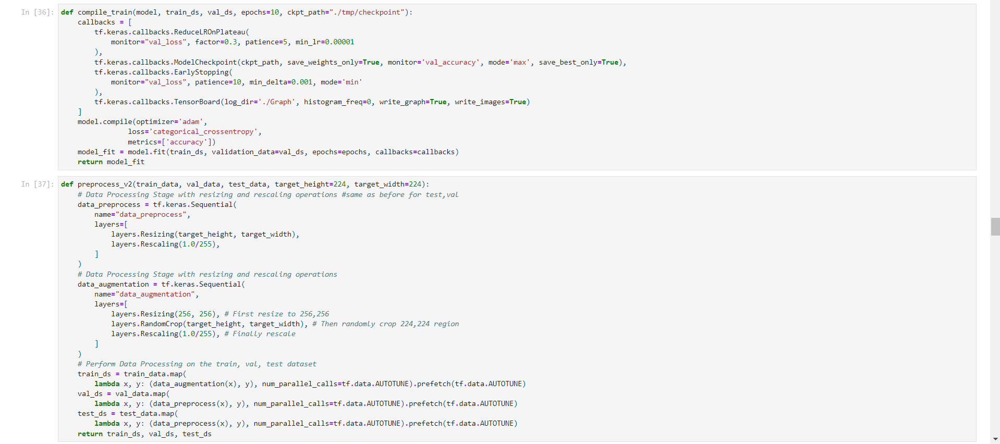 In [36]: def compile_train(model, train_ds, val_ds, epochs=10, ckpt_path="./tmp/checkpoint"):
    callbacks = [
        tf.keras.callbacks.ReduceLROnPlateau(
            monitor="val_loss", factor=0.3, patience=5, min_lr=0.00001
        ),
        tf.keras.callbacks.ModelCheckpoint(ckpt_path, save_weights_only=True, monitor='val_accuracy', mode='max', save_best_only=True),
        tf.keras.callbacks.EarlyStopping(
            monitor="val_loss", patience=10, min_delta=0.001, mode='min'
        ),
        tf.keras.callbacks.TensorBoard(log_dir='./Graph', histogram_freq=0, write_graph=True, write_images=True)
    ]
    model.compile(optimizer='adam',
                loss='categorical_crossentropy',
                metrics=['accuracy'])
    model_fit = model.fit(train_ds, validation_data=val_ds, epochs=epochs, callbacks=callbacks)
    return model_fit
In [37]: def preprocess_v2(train_data, val_data, test_data, target_height=224, target_width=224):
    # Data Processing Stage with resizing and rescaling operations #same as before for test,val
    data_preprocess = tf.keras.Sequential(
        name="data_preprocess",
        layers=[
            layers.Resizing(target_height, target_width),
            layers.Rescaling(1.0/255),
        ]
    )
    # Data Processing Stage with resizing and rescaling operations
    data_augmentation = tf.keras.Sequential(
        name="data_augmentation",
        layers=[
            layers.Resizing(256, 256), # First resize to 256,256
            layers.RandomCrop(target_height, target_width), # Then randomly crop 224,224 region
            layers.Rescaling(1.0/255), # Finally rescale
        ]
    )
    # Perform Data Processing on the train, val, test dataset
    train_ds = train_data.map(
        lambda x, y: (data_augmentation(x), y), num_parallel_calls=tf.data.AUTOTUNE).prefetch(tf.data.AUTOTUNE)
    val_ds = val_data.map(
        lambda x, y: (data_preprocess(x), y), num_parallel_calls=tf.data.AUTOTUNE).prefetch(tf.data.AUTOTUNE)
    test_ds = test_data.map(
        lambda x, y: (data_preprocess(x), y), num_parallel_calls=tf.data.AUTOTUNE).prefetch(tf.data.AUTOTUNE)
    return train_ds, val_ds, test_ds